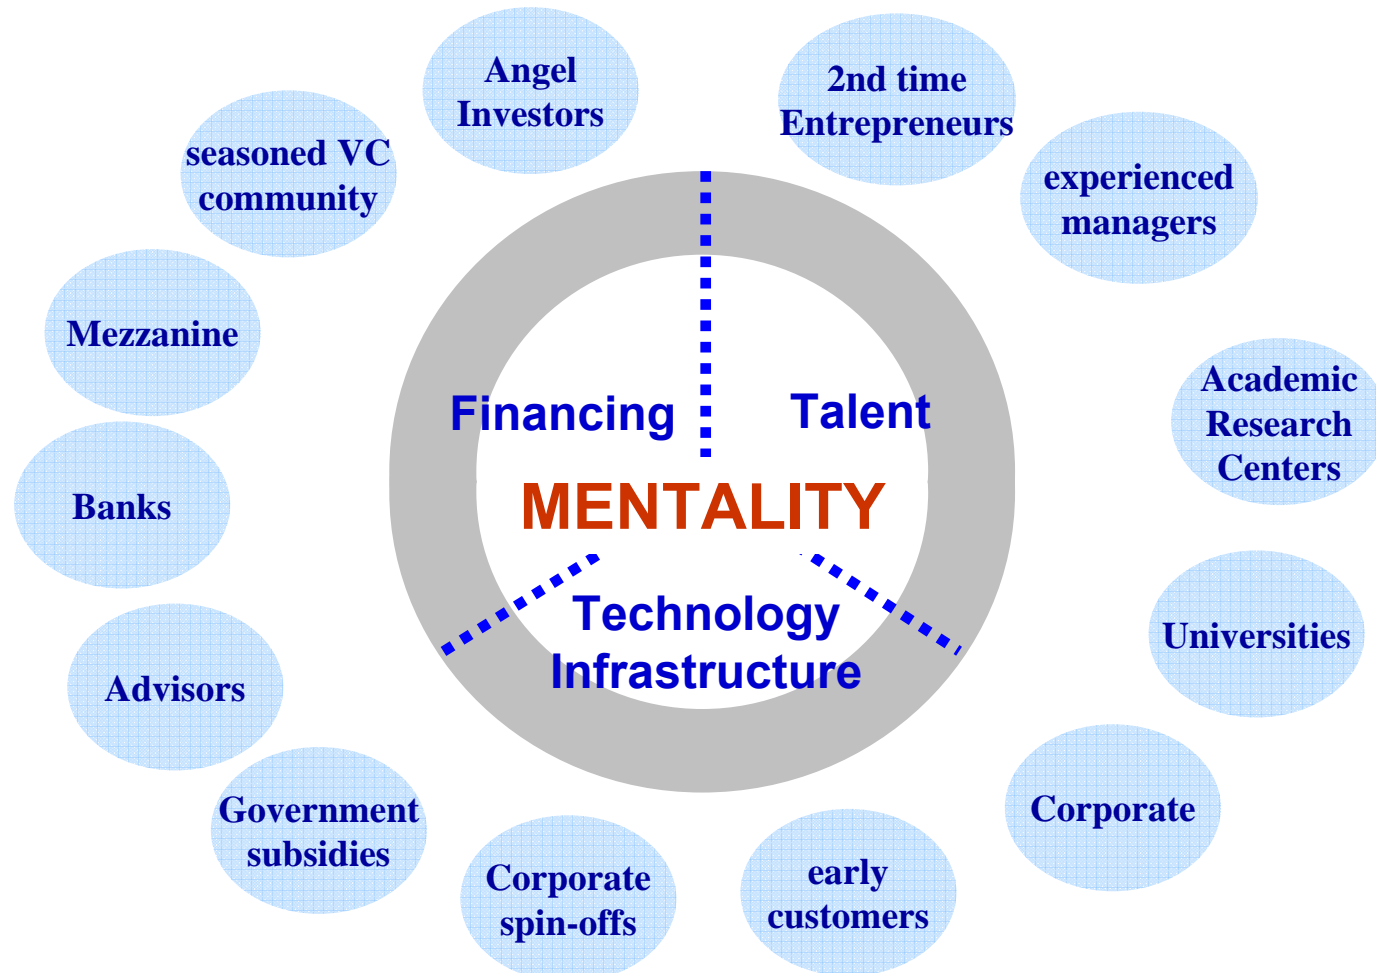 Angel
Investors
2nd time
Entrepreneurs
seasoned VC
community
experienced
managers
Mezzanine
Academic
Research
Centers
Financing
Talent
Banks
MENTALITY
Technology
Infrastructure
Universities
Advisors
Corporate
Government
subsidies
Corporate
spin-offs
early
customers